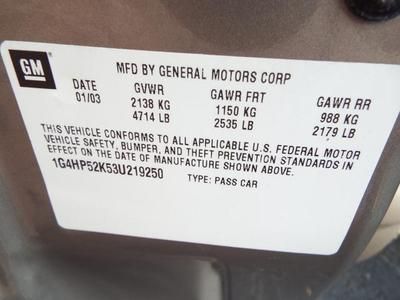 GM
MFD BY GENERAL MOTORS CORP
DATE GVWR GAWR FRT GAWR RR
01/03 2138 KG 1150 KG 988 KG
4714 LB 2535 LB 2179 LB
THIS VEHICLE CONFORMS TO ALL APPLICABLE U.S. FEDERAL MOTOR
VEHICLE SAFETY, BUMPER, AND THEFT PREVENTION STANDARDS IN
EFFECT ON THE DATE OF MANUFACTURE SHOWN ABOVE.
1G4HP52K53U219250 TYPE: PASS CAR